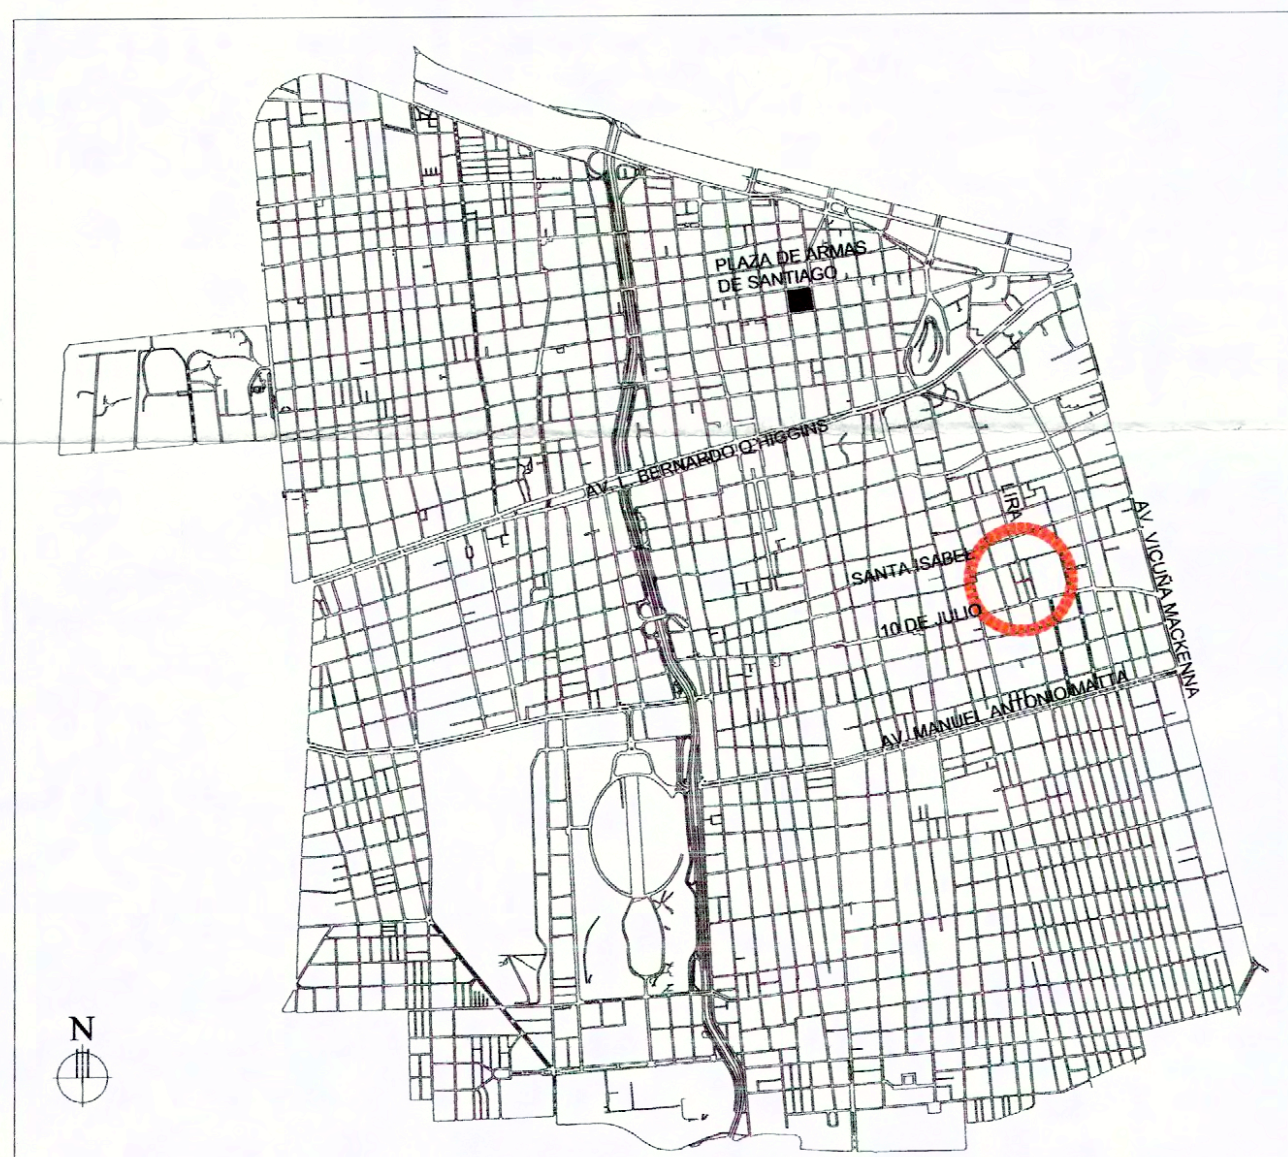 PLAZA DE ARMAS
DE SANTIAGO
AV. L. BERNARDO O'HIGGINS
LIRA
AV. VICUÑA MACKENNA
SANTA ISABEL
10 DE JULIO
AV. MANUEL ANTONIO MATTA
N